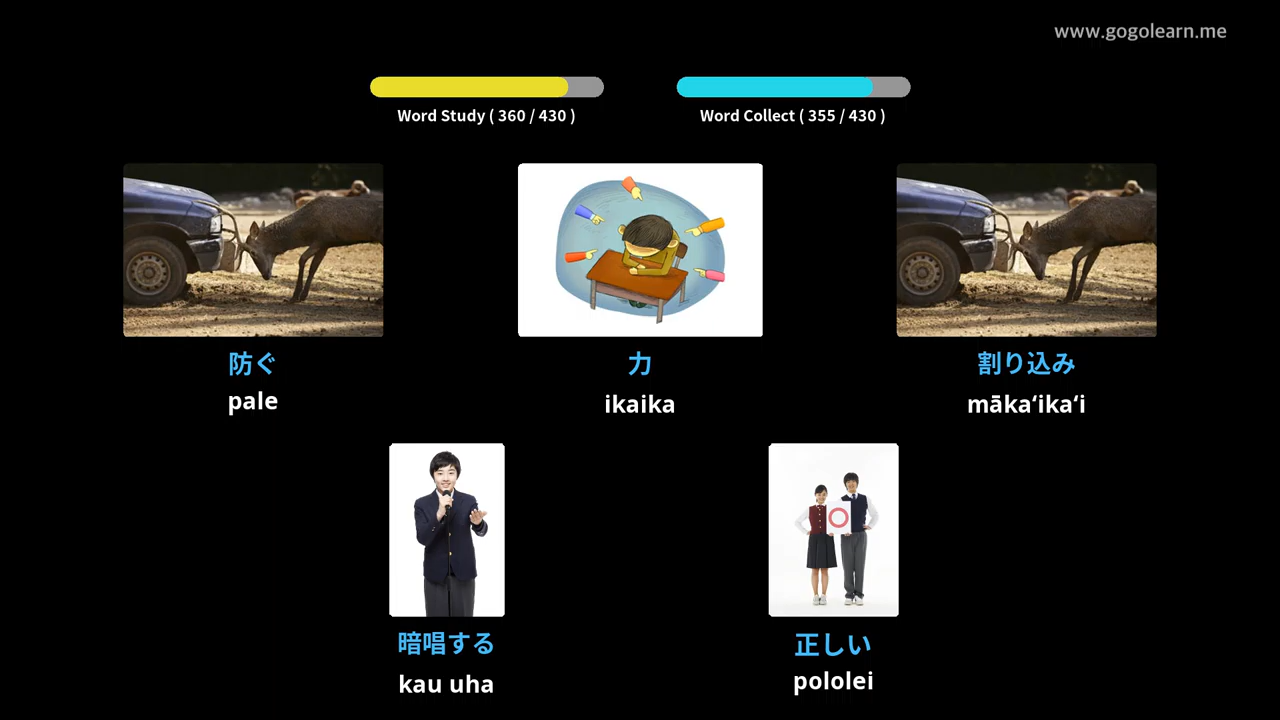 www.gogolearn.me
Word Study ( 360 / 430 )
Word Collect ( 355 / 430 )
防ぐ
力
割り込み
pale
ikaika
mākaʻikaʻi
暗唱する
正しい
kau uha
pololei